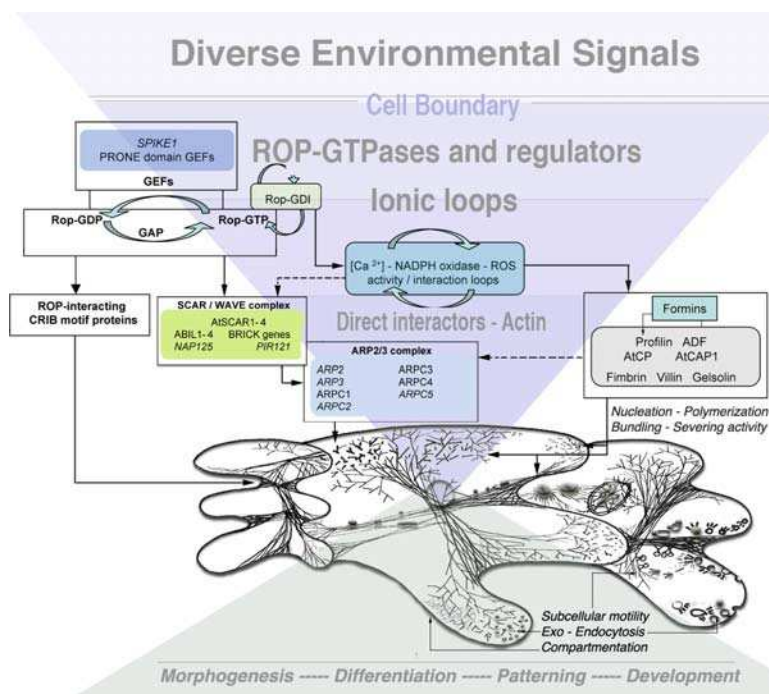 Diverse Environmental Signals
Cell Boundary
SPIKE1
PRONE domain GEFs
GEFs
ROP-GTPases and regulators
Ionic loops
Rop-GDI
Rop-GDP
Rop-GTP
GAP
[Ca 2+] - NADPH oxidase - ROS
activity / interaction loops
ROP-interacting
CRIB motif proteins
SCAR / WAVE complex
AtSCAR1- 4
ABIL1- 4 BRICK genes
NAP125 PIR121
Direct interactors - Actin
Formins
Profilin ADF
AtCP AtCAP1
Fimbrin Villin Gelsolin
ARP2/3 complex
ARP2 ARPC3
ARP3 ARPC4
ARPC1 ARPC5
ARPC2
Nucleation - Polymerization
Bundling - Severing activity
Subcellular motility
Exo - Endocytosis
Compartmentation
Morphogenesis ----- Differentiation ----- Patterning ----- Development